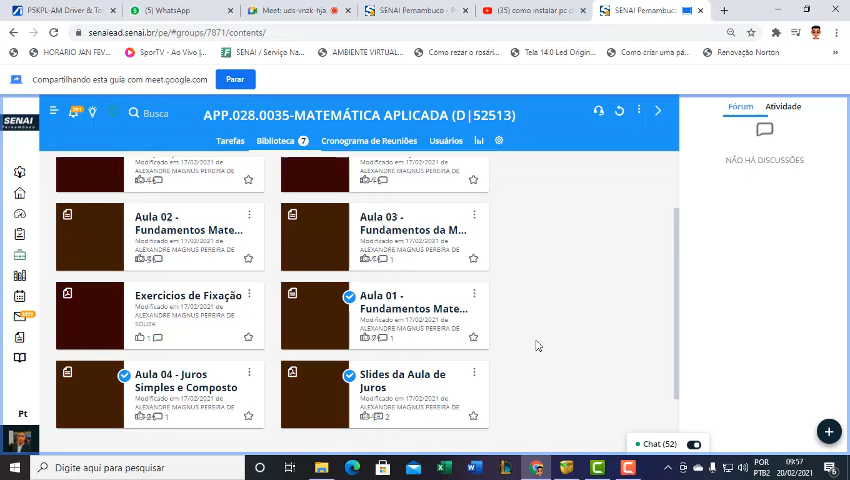 P5KPL-AM Driver & To
(5) WhatsApp
Meet: uds-vnzk-hja
SENAI Pernambuco - P
(35) como instalar pc c
SENAI Pernambuco
senaiead.senai.br/pe/#groups/7871/contents/
HORARIO JAN FEV...
SporTV - Ao Vivo |...
SENAI / Serviço Na...
AMBIENTE VIRTUAL...
Como rezar o rosári...
Tela 14.0 Led Origin...
Como criar uma pá...
Renovação Norton
Compartilhando esta guia com meet.google.com
Parar
SENAI
Pernambuco
Busca
APP.028.0035-MATEMÁTICA APLICADA (D|52513)
Tarefas
Biblioteca 7
Cronograma de Reuniões
Usuários
Fórum
Atividade
NÃO HÁ DISCUSSÕES
Modificado em 17/02/2021 de
ALEXANDRE MAGNUS PEREIRA DE
Modificado em 17/02/2021 de
ALEXANDRE MAGNUS PEREIRA DE
Aula 02 -
Fundamentos Mate...
Modificado em 17/02/2021 de
ALEXANDRE MAGNUS PEREIRA DE
Aula 03 -
Fundamentos da M...
Modificado em 17/02/2021 de
ALEXANDRE MAGNUS PEREIRA DE
1
Exercicios de Fixação
Modificado em 17/02/2021 de
ALEXANDRE MAGNUS PEREIRA DE
SOUZA
1
Aula 01 -
Fundamentos Mate...
Modificado em 17/02/2021 de
ALEXANDRE MAGNUS PEREIRA DE
1
Aula 04 - Juros
Simples e Composto
Modificado em 17/02/2021 de
ALEXANDRE MAGNUS PEREIRA DE
1
Slides da Aula de
Juros
Modificado em 17/02/2021 de
ALEXANDRE MAGNUS PEREIRA DE
2
Pt
Chat (52)
Digite aqui para pesquisar
POR
PTB2
09:57
20/02/2021